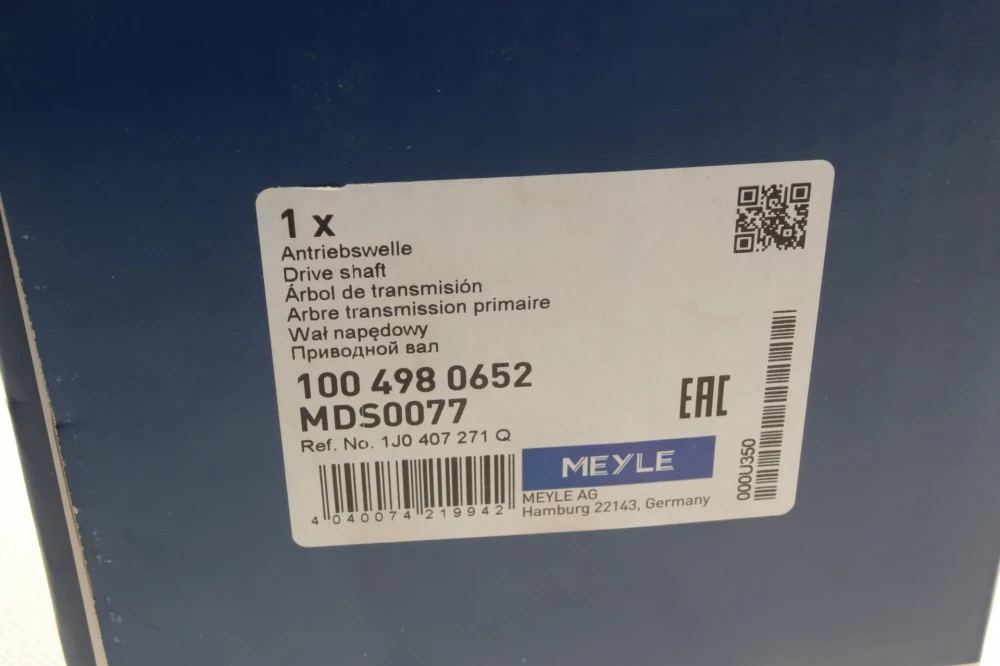 1 x
Antriebswelle
Drive shaft
Árbol de transmisión
Arbre transmission primaire
Wał napędowy
Приводной вал
100 498 0652
MDS0077
Ref. No. 1J0 407 271 Q
4 040074 219942
EAC
MEYLE
MEYLE AG
Hamburg 22143, Germany
000U350